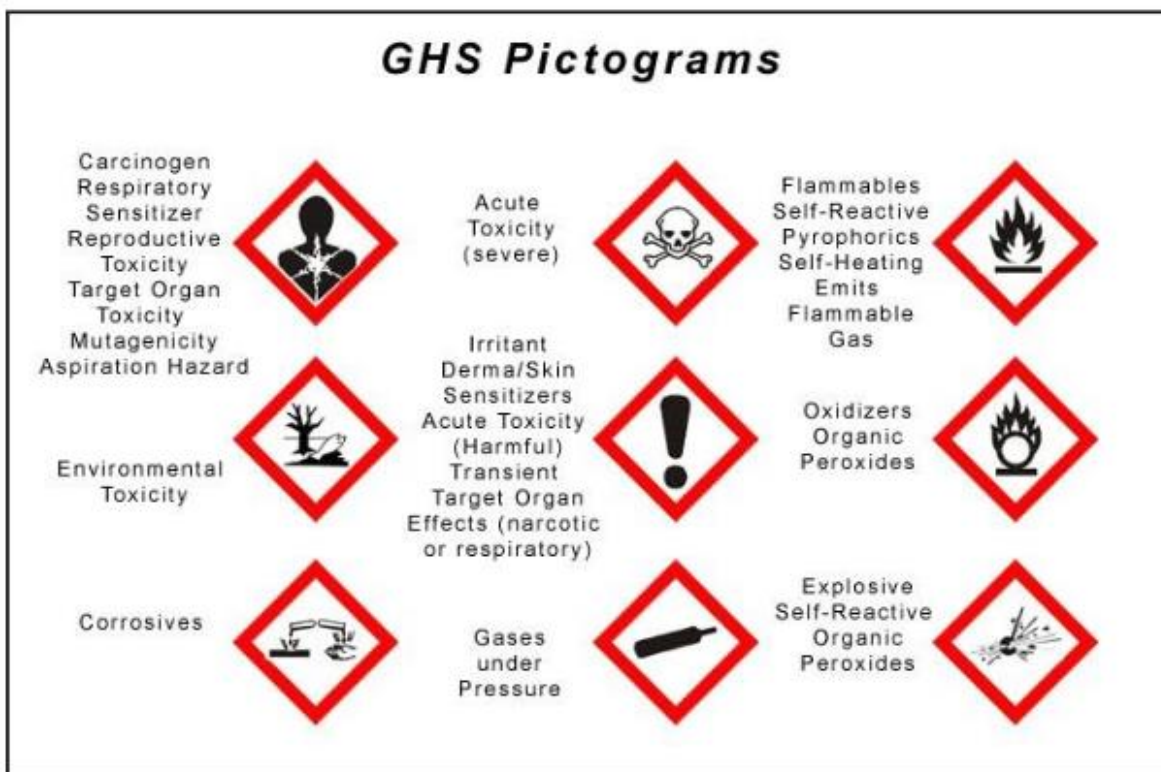 GHS Pictograms
Carcinogen
Respiratory
Sensitizer
Reproductive
Toxicity
Target Organ
Toxicity
Mutagenicity
Aspiration Hazard
Acute
Toxicity
(severe)
Flammables
Self-Reactive
Pyrophorics
Self-Heating
Emits
Flammable
Gas
Environmental
Toxicity
Irritant
Derma/Skin
Sensitizers
Acute Toxicity
(Harmful)
Transient
Target Organ
Effects (narcotic
or respiratory)
Oxidizers
Organic
Peroxides
Corrosives
Gases
under
Pressure
Explosive
Self-Reactive
Organic
Peroxides